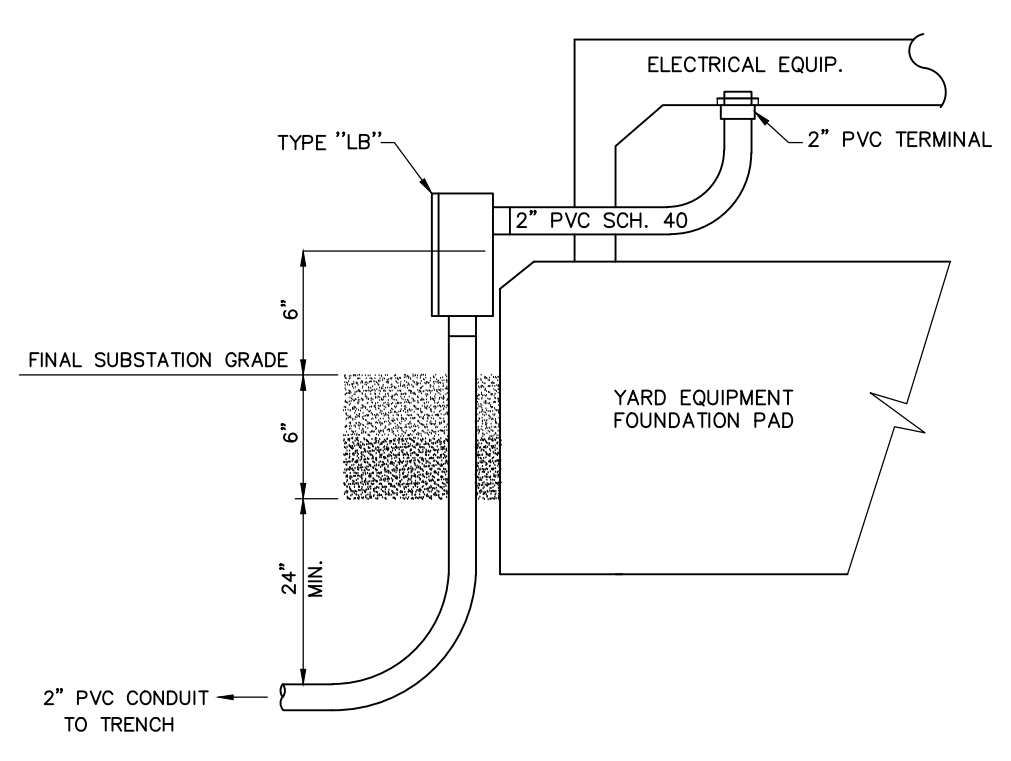 ELECTRICAL EQUIP.
TYPE "LB"
2" PVC TERMINAL
2" PVC SCH. 40
6"
FINAL SUBSTATION GRADE
YARD EQUIPMENT
FOUNDATION PAD
6"
24"
MIN.
2" PVC CONDUIT
TO TRENCH